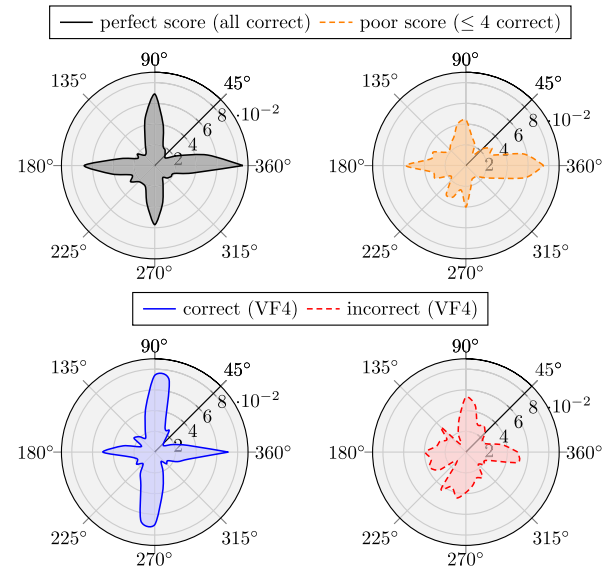 perfect score (all correct) poor score (≤ 4 correct)
90° 90°
135° 45° 135° 45°
·10⁻² ·10⁻²
8 8
6 6
4 4
2 2
180° 360° 180° 360°
225° 315° 225° 315°
270° 270°
correct (VF4) incorrect (VF4)
90° 90°
135° 45° 135° 45°
·10⁻² ·10⁻²
8 8
6 6
4 4
2 2
180° 360° 180° 360°
225° 315° 225° 315°
270° 270°